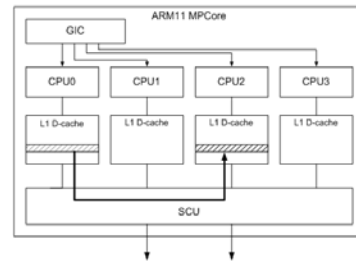 ARM11 MPCore
GIC
CPU0 CPU1 CPU2 CPU3
L1 D-cache L1 D-cache L1 D-cache L1 D-cache
SCU